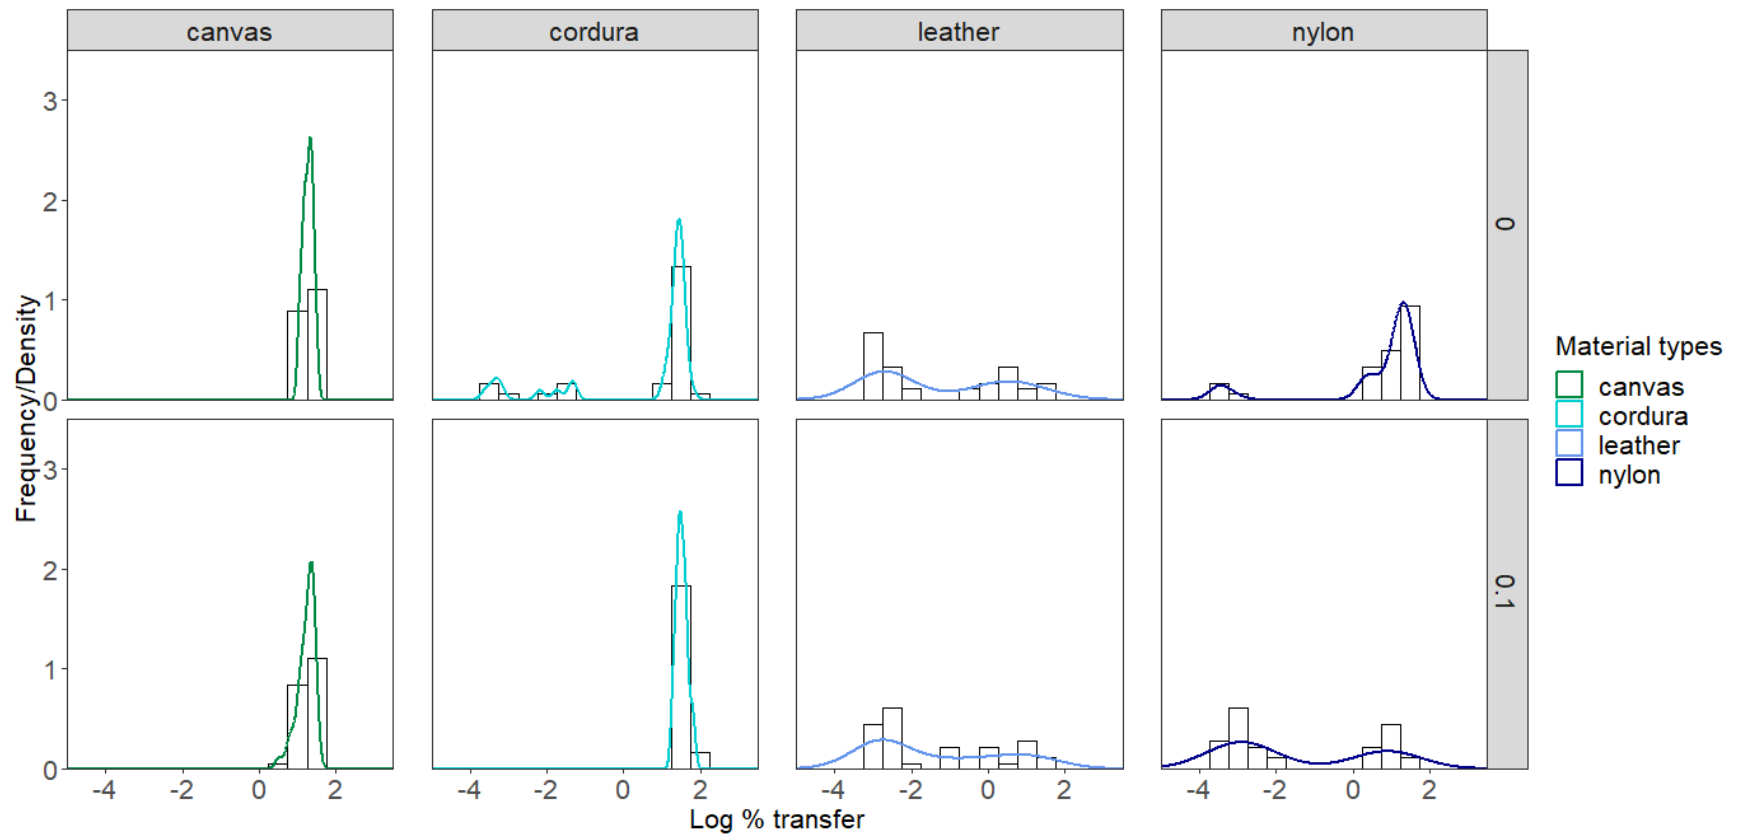 canvas cordura leather nylon
3
2
1
0
0
Frequency/Density
3
2
1
0
0.1
-4 -2 0 2 -4 -2 0 2 -4 -2 0 2 -4 -2 0 2
Log % transfer
Material types
canvas
cordura
leather
nylon